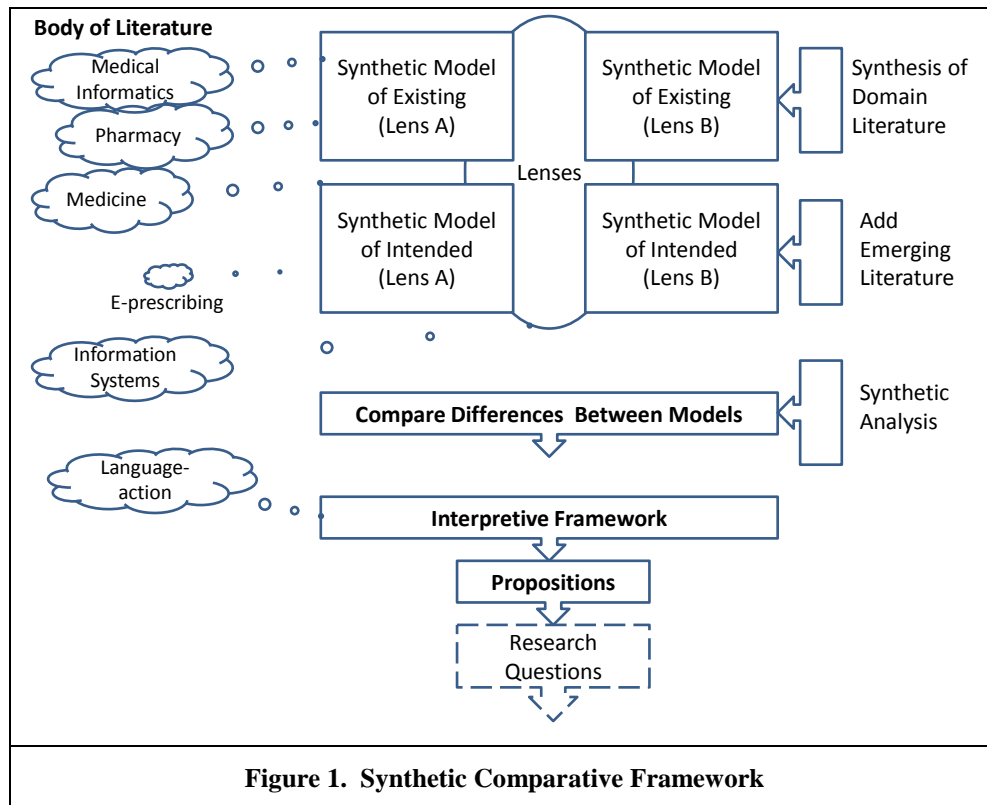 Body of Literature
Medical
Informatics
Pharmacy
Medicine
E-prescribing
Information
Systems
Language-
action
Synthetic Model
of Existing
(Lens A)
Synthetic Model
of Existing
(Lens B)
Lenses
Synthetic Model
of Intended
(Lens A)
Synthetic Model
of Intended
(Lens B)
Synthesis of
Domain
Literature
Add
Emerging
Literature
Synthetic
Analysis
Compare Differences Between Models
Interpretive Framework
Propositions
Research
Questions
Figure 1. Synthetic Comparative Framework